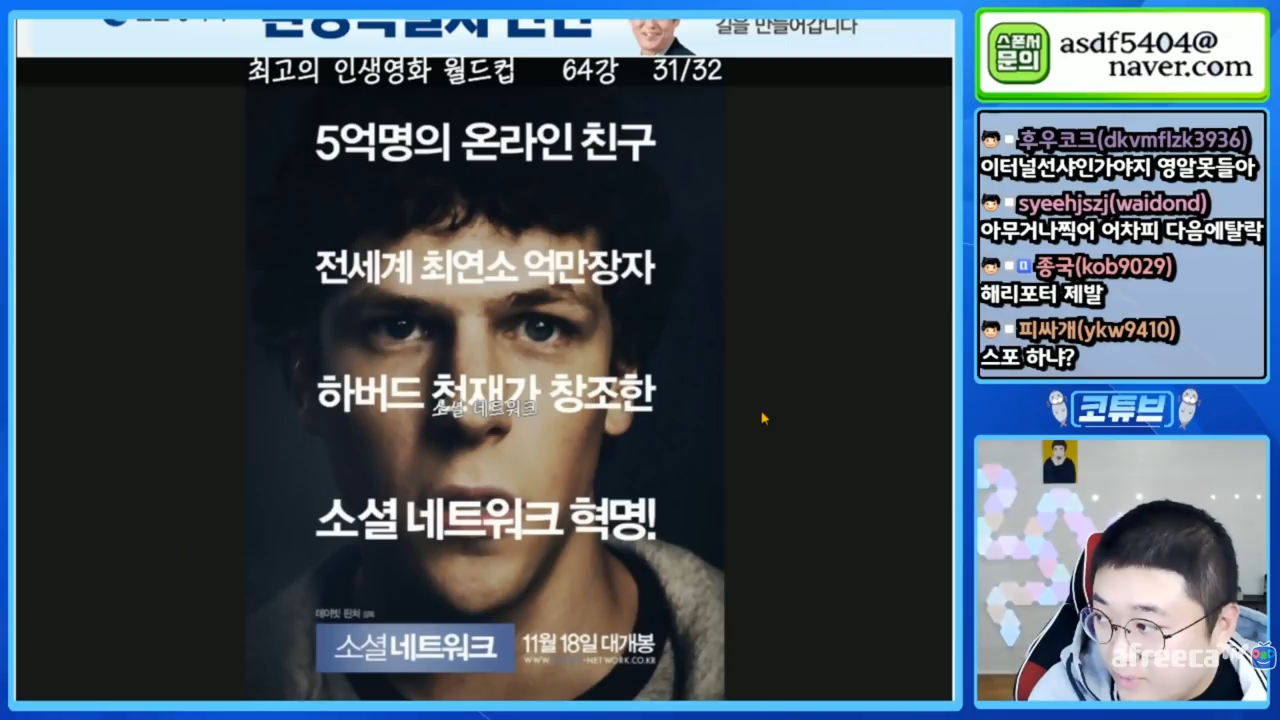 길을 만들어갑니다
최고의 인생영화 월드컵 64강 31/32
5억명의 온라인 친구
전세계 최연소 억만장자
하버드 천재가 창조한
소셜 네트워크
소셜 네트워크 혁명!
데이빗 핀처
소셜네트워크
11월 18일 대개봉
스폰서
문의
asdf5404@
naver.com
후우코크(dkvmflzk3936)
이터널선샤인가야지 영알못들아
syeehjszj(waidond)
아무거나찍어 어차피 다음에탈락
종국(kob9029)
해리포터 제발
피싸개(ykw9410)
스포 하냐?
코튜브
afreeca